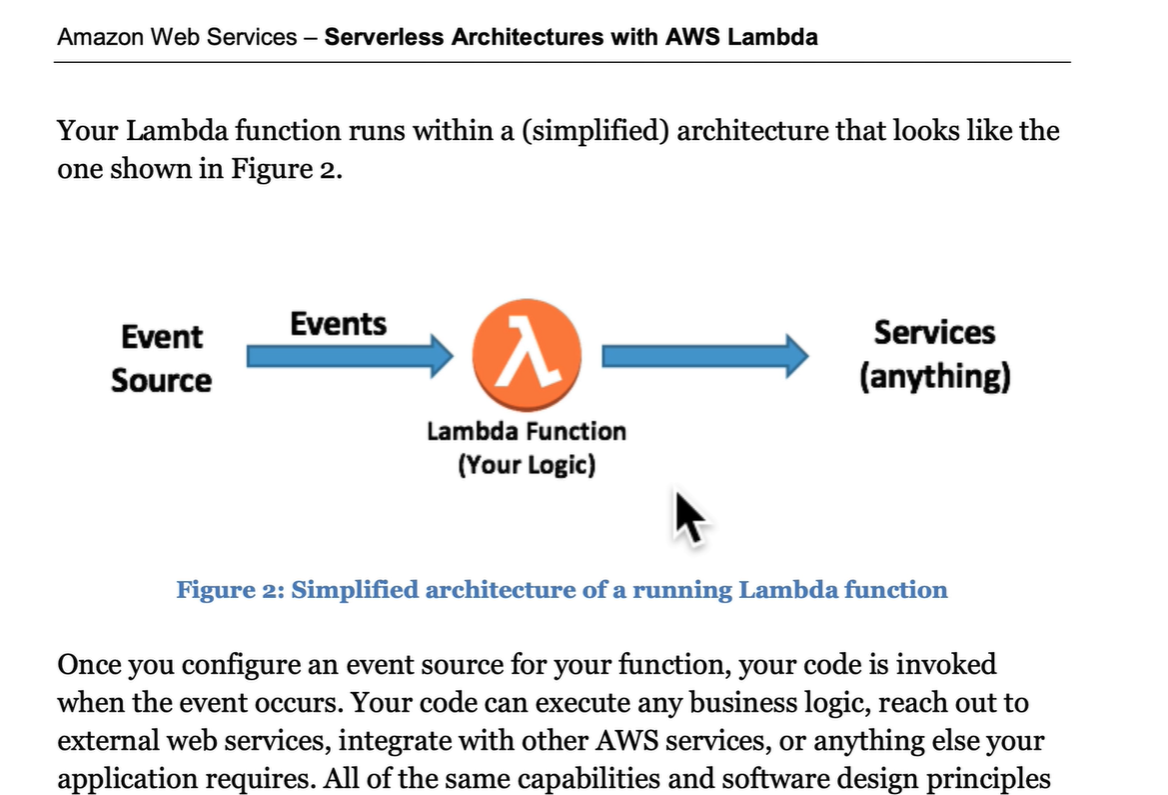 Amazon Web Services – Serverless Architectures with AWS Lambda
Your Lambda function runs within a (simplified) architecture that looks like the
one shown in Figure 2.
Event
Source
Events
λ
Lambda Function
(Your Logic)
Services
(anything)
Figure 2: Simplified architecture of a running Lambda function
Once you configure an event source for your function, your code is invoked
when the event occurs. Your code can execute any business logic, reach out to
external web services, integrate with other AWS services, or anything else your
application requires. All of the same capabilities and software design principles